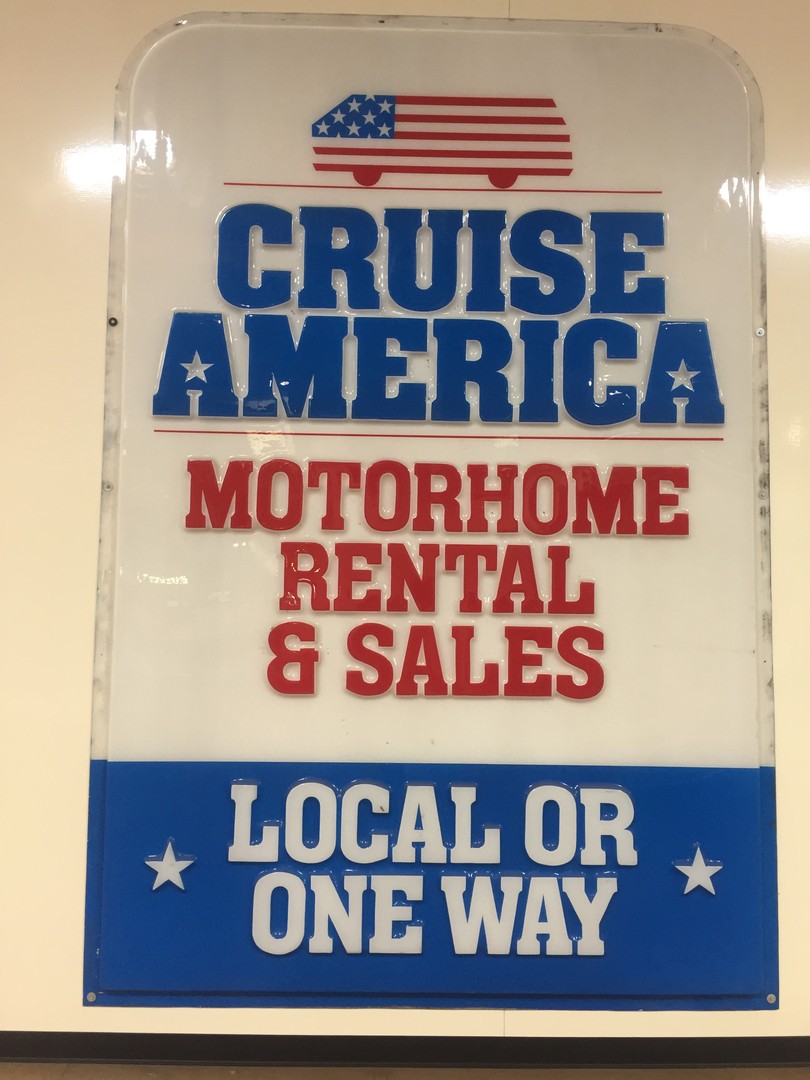 CRUISE
AMERICA
MOTORHOME
RENTAL
& SALES
LOCAL OR
ONE WAY